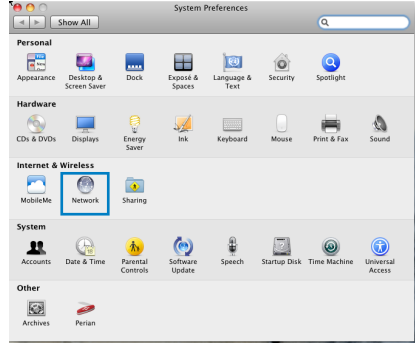 System Preferences
Show All
Personal
Appearance Desktop & Screen Saver Dock Exposé & Spaces Language & Text Security Spotlight
Hardware
CDs & DVDs Displays Energy Saver Ink Keyboard Mouse Print & Fax Sound
Internet & Wireless
MobileMe Network Sharing
System
Accounts Date & Time Parental Controls Software Update Speech Startup Disk Time Machine Universal Access
Other
Archives Perian